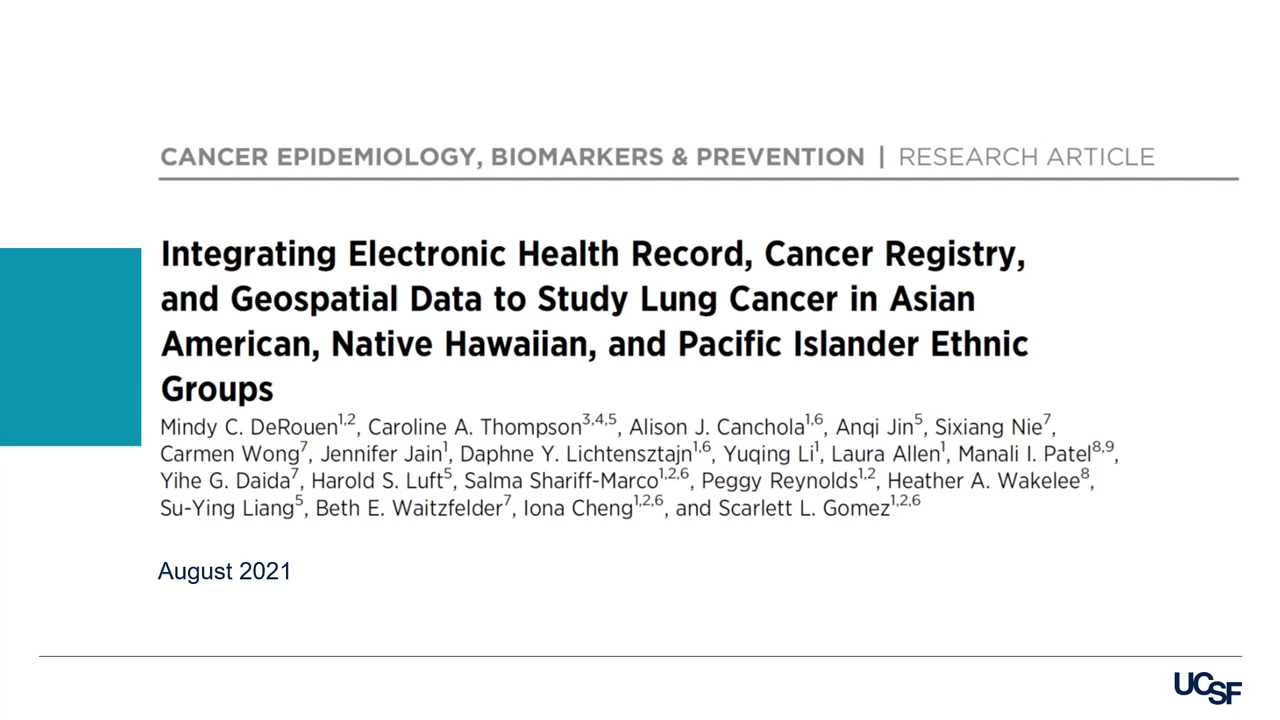 CANCER EPIDEMIOLOGY, BIOMARKERS & PREVENTION | RESEARCH ARTICLE
Integrating Electronic Health Record, Cancer Registry,
and Geospatial Data to Study Lung Cancer in Asian
American, Native Hawaiian, and Pacific Islander Ethnic
Groups
Mindy C. DeRouen1,2, Caroline A. Thompson3,4,5, Alison J. Canchola1,6, Anqi Jin5, Sixiang Nie7,
Carmen Wong7, Jennifer Jain1, Daphne Y. Lichtensztajn1,6, Yuqing Li1, Laura Allen1, Manali I. Patel8,9,
Yihe G. Daida7, Harold S. Luft5, Salma Shariff-Marco1,2,6, Peggy Reynolds1,2, Heather A. Wakelee8,
Su-Ying Liang5, Beth E. Waitzfelder7, Iona Cheng1,2,6, and Scarlett L. Gomez1,2,6
August 2021
UCSF